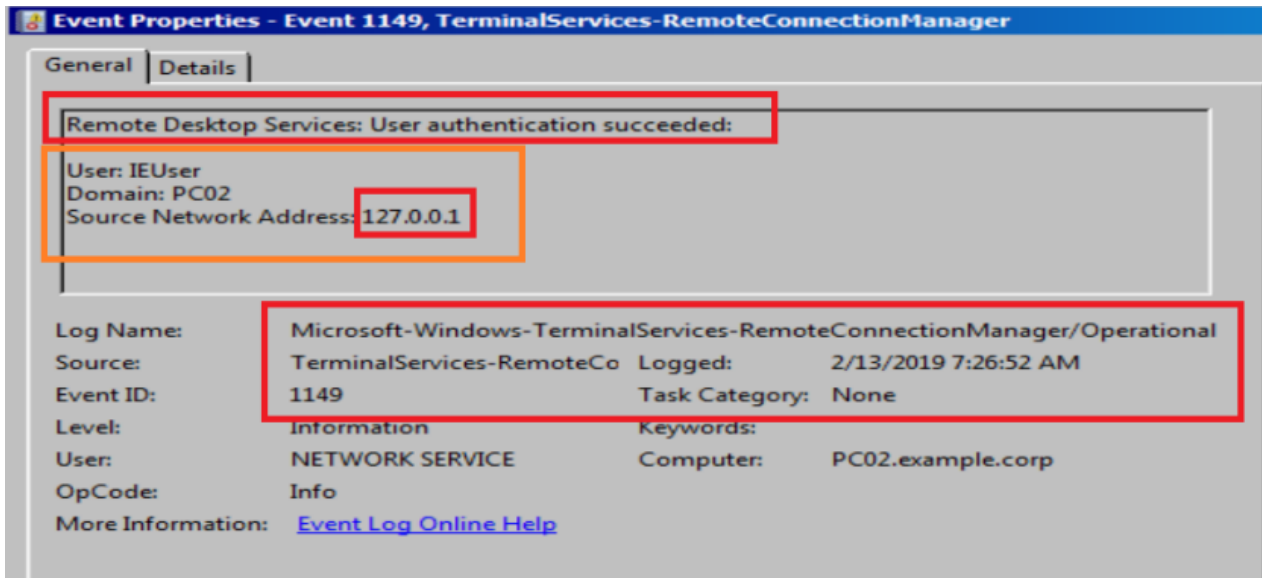 Event Properties - Event 1149, TerminalServices-RemoteConnectionManager
General Details
Remote Desktop Services: User authentication succeeded:
User: IEUser
Domain: PC02
Source Network Address: 127.0.0.1
Log Name: Microsoft-Windows-TerminalServices-RemoteConnectionManager/Operational
Source: TerminalServices-RemoteCo Logged: 2/13/2019 7:26:52 AM
Event ID: 1149 Task Category: None
Level: Information Keywords:
User: NETWORK SERVICE Computer: PC02.example.corp
OpCode: Info
More Information: Event Log Online Help